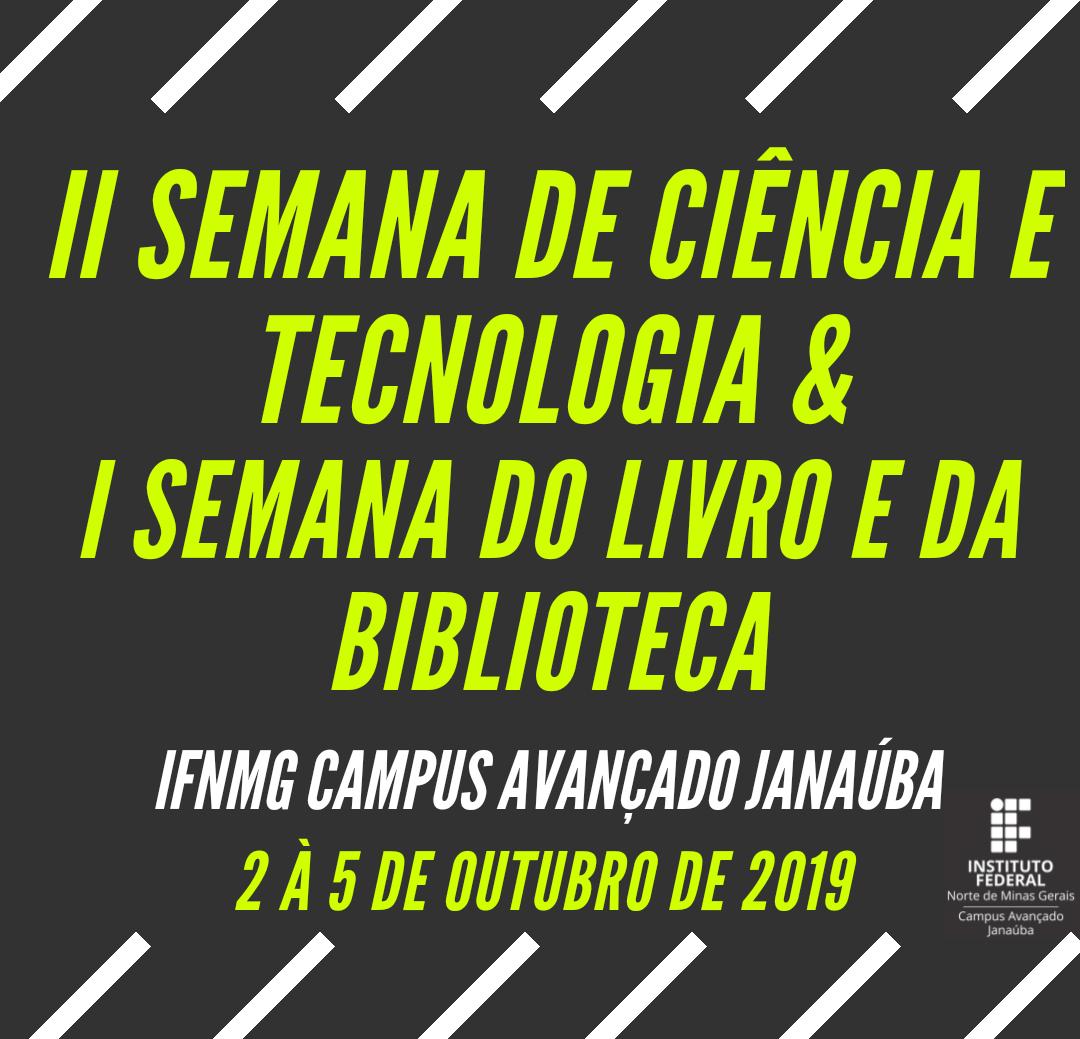 II SEMANA DE CIÊNCIA E
TECNOLOGIA &
I SEMANA DO LIVRO E DA
BIBLIOTECA
IFNMG CAMPUS AVANÇADO JANAÚBA
2 À 5 DE OUTUBRO DE 2019
INSTITUTO
FEDERAL
Norte de Minas Gerais
Campus Avançado
Janaúba